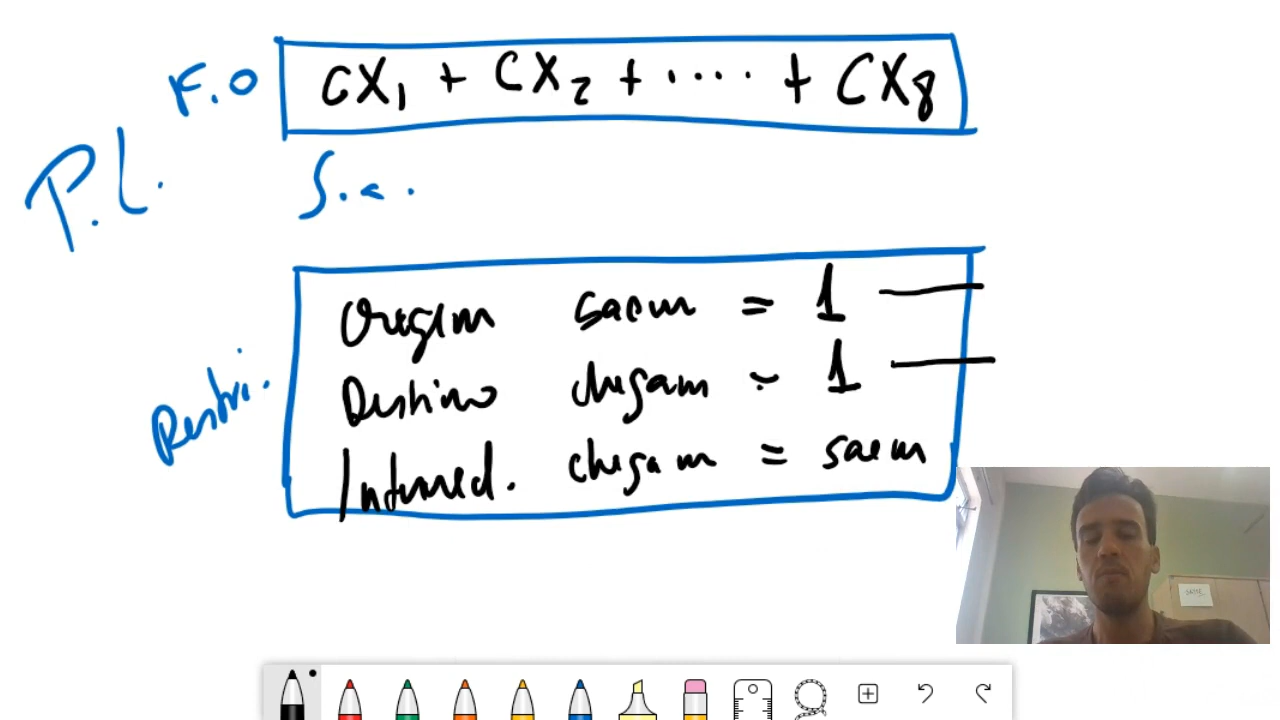 F.O CX1 + CX2 + .... + CX8
P.L.
S.a.
Origem saem = 1
Destino chegam = 1
Restri.
Intermed. chegam = saem